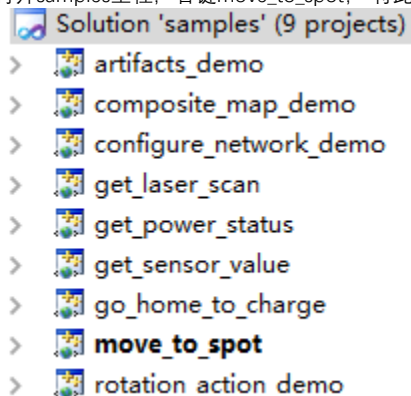 Solution 'samples' (9 projects)
artifacts_demo
composite_map_demo
configure_network_demo
get_laser_scan
get_power_status
get_sensor_value
go_home_to_charge
move_to_spot
rotation action demo